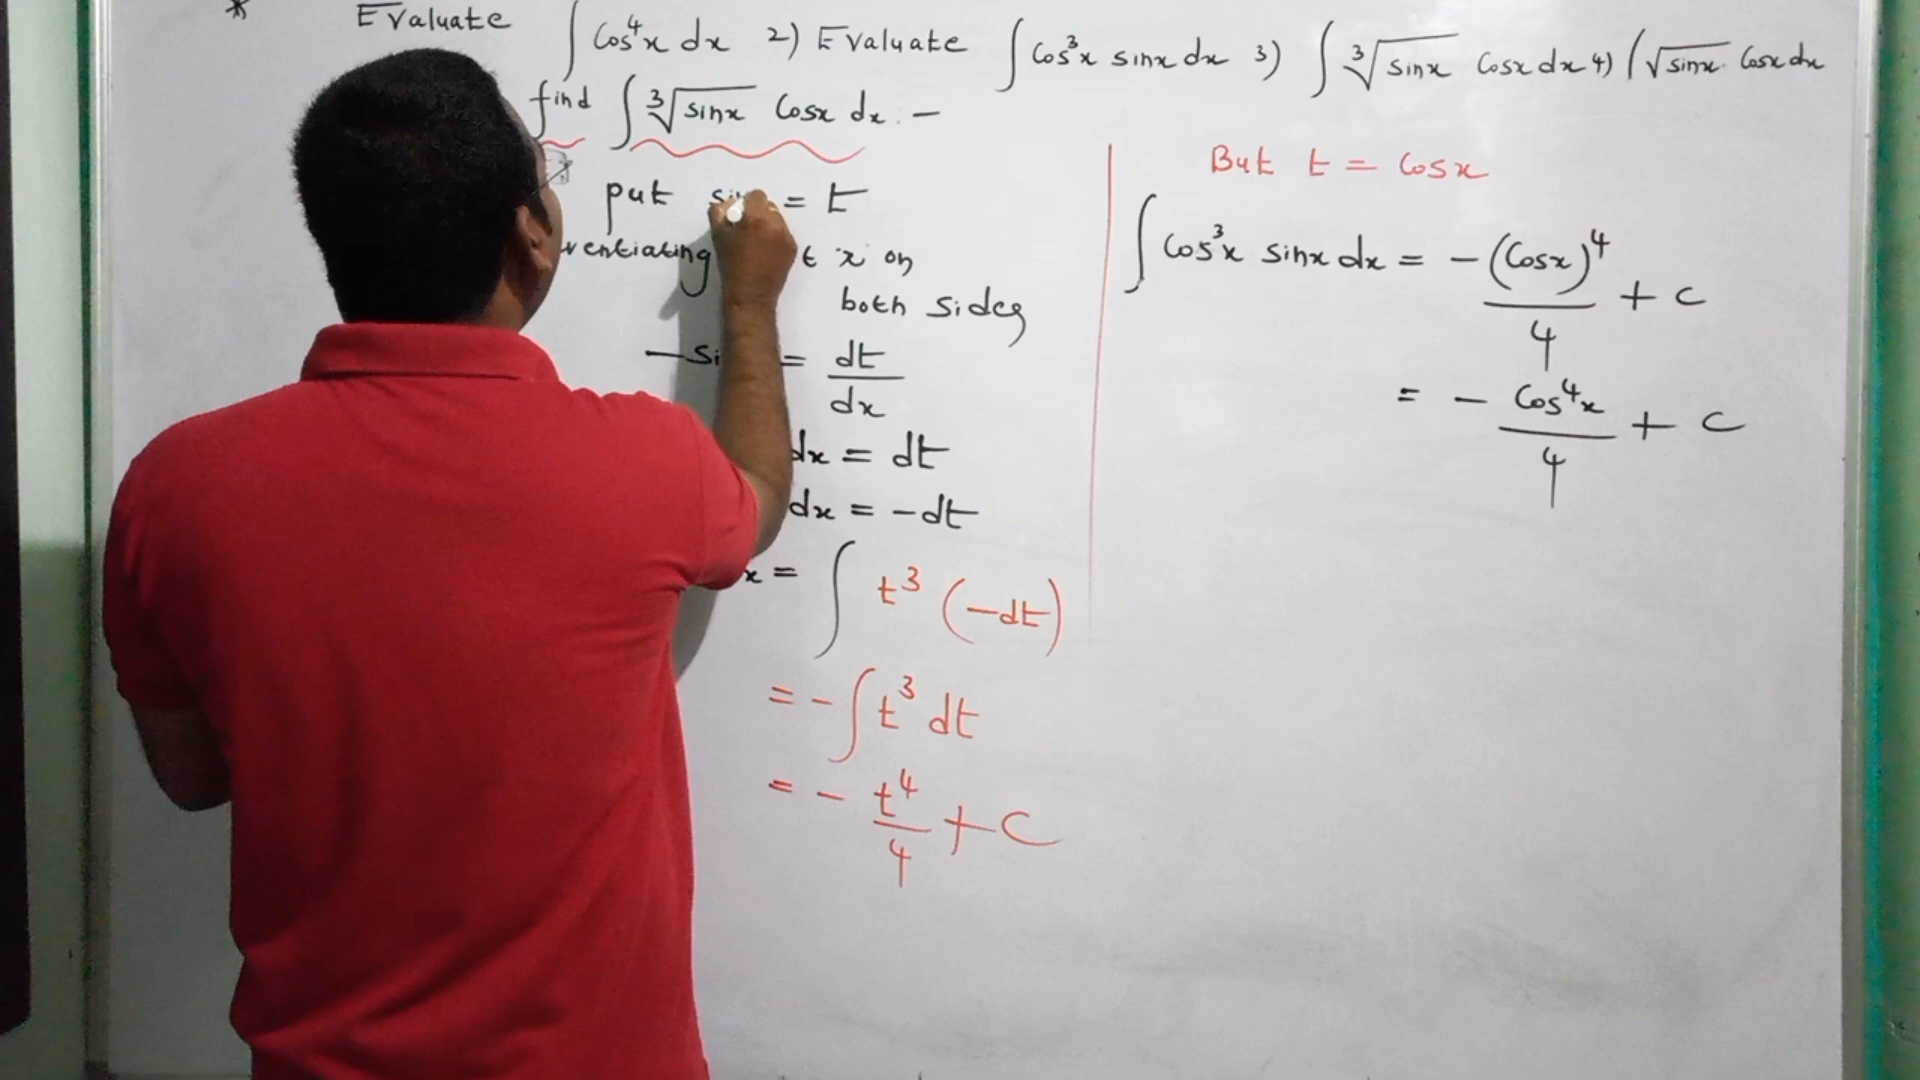 * Evaluate ∫ Cos⁴x dx 2) Evaluate ∫ Cos³x sinx dx 3) ∫ ∛sinx Cosx dx 4) ∫ √sinx Cosx dx
find ∫ ∛sinx Cosx dx. –
put = t
x on
both sides
= dt/dx
dx = dt
dx = -dt
x = ∫ t³ (-dt)
= -∫ t³ dt
= - t⁴/4 + C
But t = Cosx
∫ Cos³x sinx dx = - (Cosx)⁴/4 + c
= - Cos⁴x/4 + C